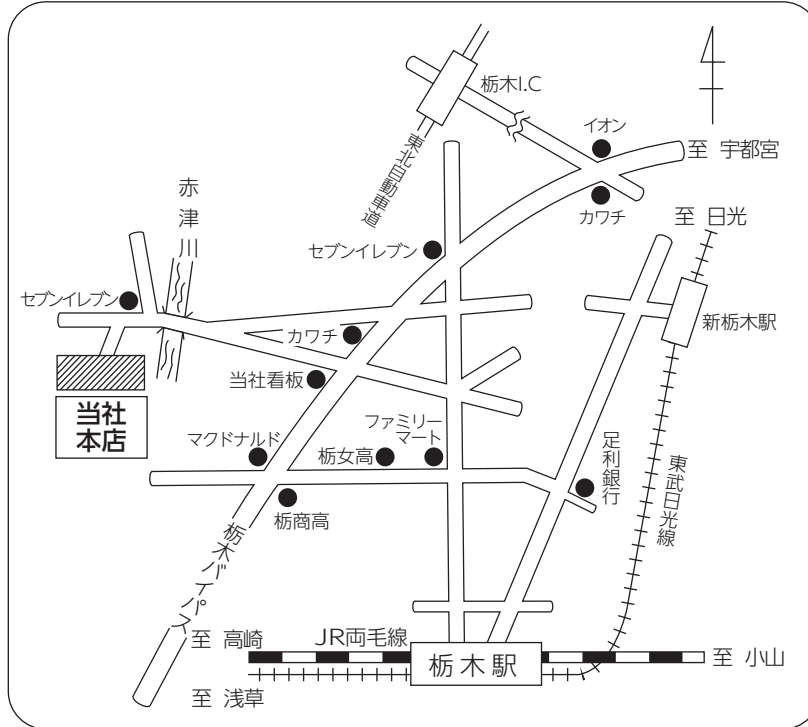 栃木I.C
イオン
至 宇都宮
東北自動車道
カワチ
赤津川
至 日光
セブンイレブン
セブンイレブン
新栃木駅
カワチ
当社看板
当社
本店
ファミリー
マート
マクドナルド
栃女高
足利銀行
東武日光線
栃商高
栃木バイパス
至 高崎
JR両毛線
栃木駅
至 小山
至 浅草